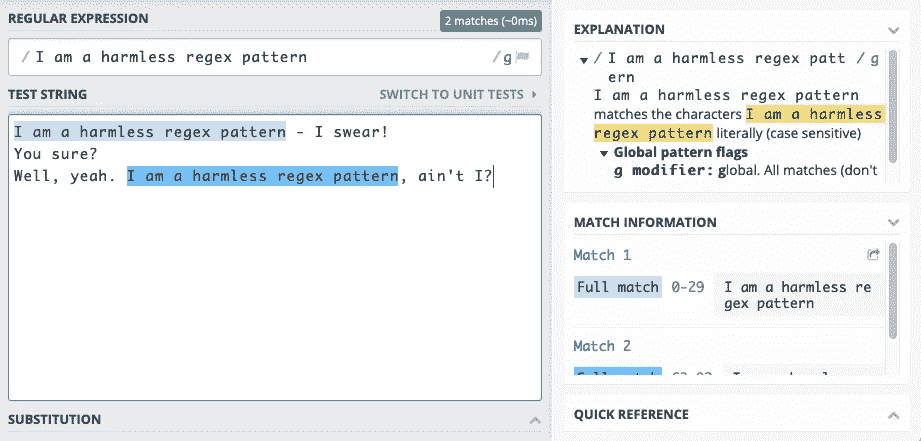 REGULAR EXPRESSION
2 matches (~0ms)
/ I am a harmless regex pattern / g
TEST STRING
SWITCH TO UNIT TESTS
I am a harmless regex pattern - I swear!
You sure?
Well, yeah. I am a harmless regex pattern, ain't I?
SUBSTITUTION
EXPLANATION
/ I am a harmless regex patt / g
ern
I am a harmless regex pattern
matches the characters I am a harmless
regex pattern literally (case sensitive)
Global pattern flags
g modifier: global. All matches (don't
MATCH INFORMATION
Match 1
Full match 0-29 I am a harmless re
gex pattern
Match 2
QUICK REFERENCE